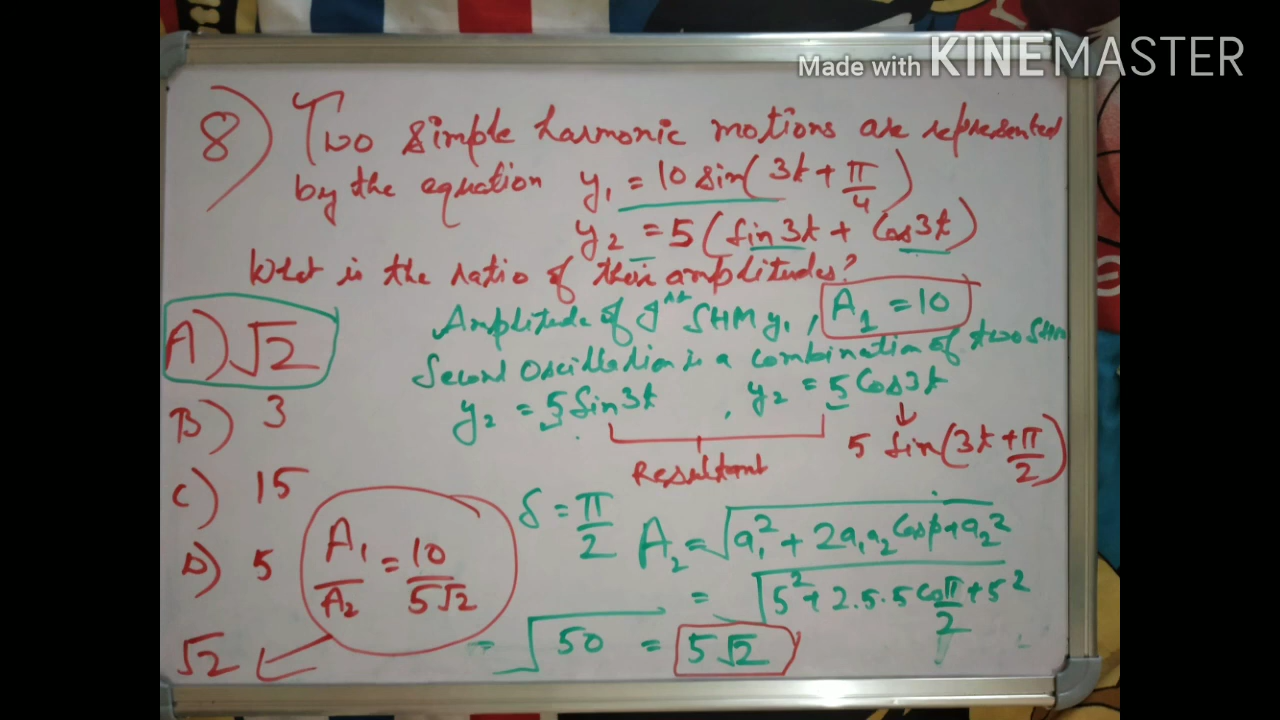 Made with KINEMASTER
8) Two simple harmonic motions are represented
by the equation y₁ = 10 sin(3t + π/4)
y₂ = 5 (sin3t + Cos3t)
What is the ratio of their amplitudes?
A) √2
B) 3
C) 15
D) 5
Amplitude of 1st SHM y₁, A₁ = 10
Second Oscillation is a combination of two SHM
y₂ = 5 Sin3t , y₂ = 5 Cos3t
5 Sin(3t + π/2)
Resultant
δ = π/2
A₂ = √(a₁² + 2a₁a₂ Cosβ + a₂²)
= √(5² + 2.5.5 Cos π/2 + 5²)
= √50 = 5√2
A₁/A₂ = 10/5√2
√2